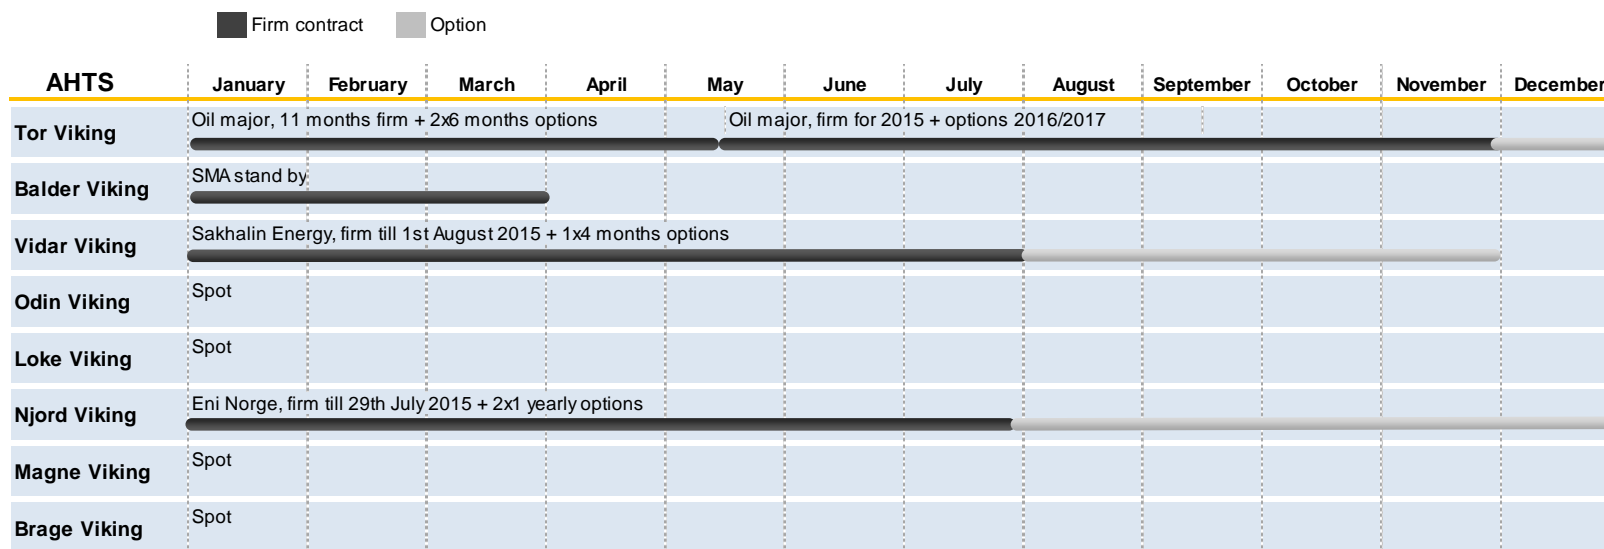 Firm contract Option
AHTS January February March April May June July August September October November December
Tor Viking Oil major, 11 months firm + 2x6 months options Oil major, firm for 2015 + options 2016/2017
Balder Viking SMA stand by
Vidar Viking Sakhalin Energy, firm till 1st August 2015 + 1x4 months options
Odin Viking Spot
Loke Viking Spot
Njord Viking Eni Norge, firm till 29th July 2015 + 2x1 yearly options
Magne Viking Spot
Brage Viking Spot